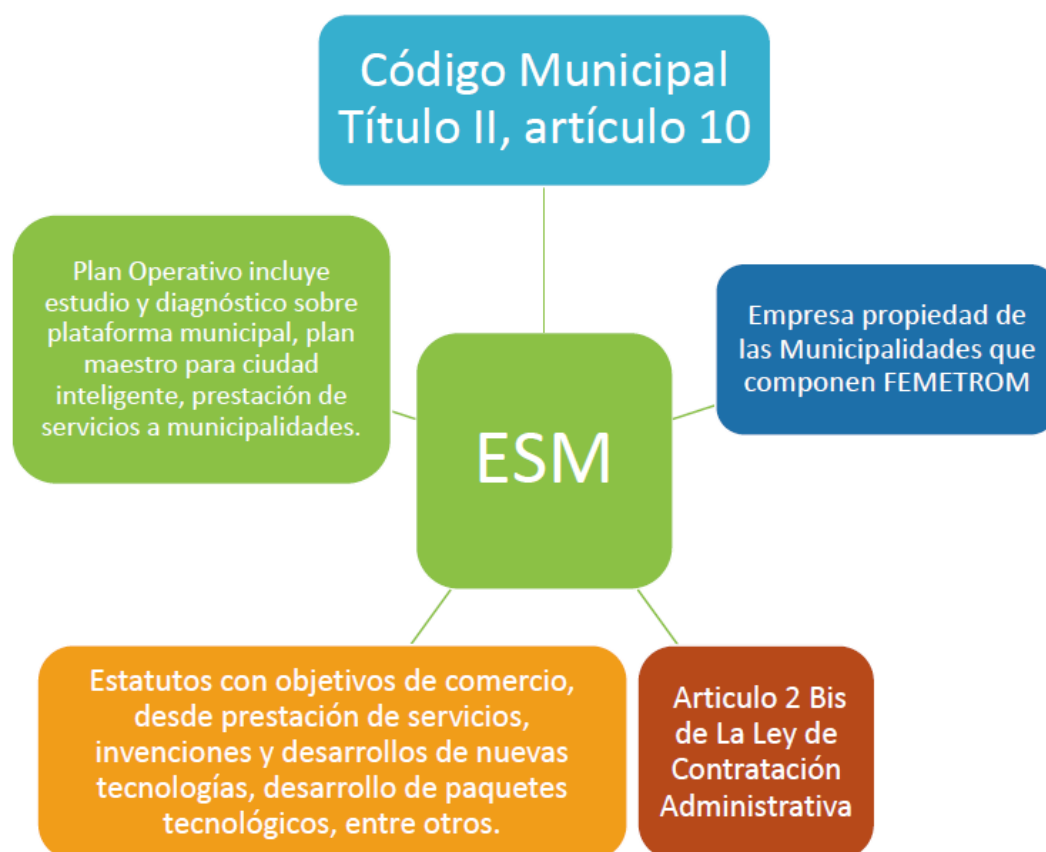 Código Municipal
Título II, artículo 10
Plan Operativo incluye
estudio y diagnóstico sobre
plataforma municipal, plan
maestro para ciudad
inteligente, prestación de
servicios a municipalidades.
Empresa propiedad de
las Municipalidades que
componen FEMETROM
ESM
Estatutos con objetivos de comercio,
desde prestación de servicios,
invenciones y desarrollos de nuevas
tecnologías, desarrollo de paquetes
tecnológicos, entre otros.
Articulo 2 Bis
de La Ley de
Contratación
Administrativa